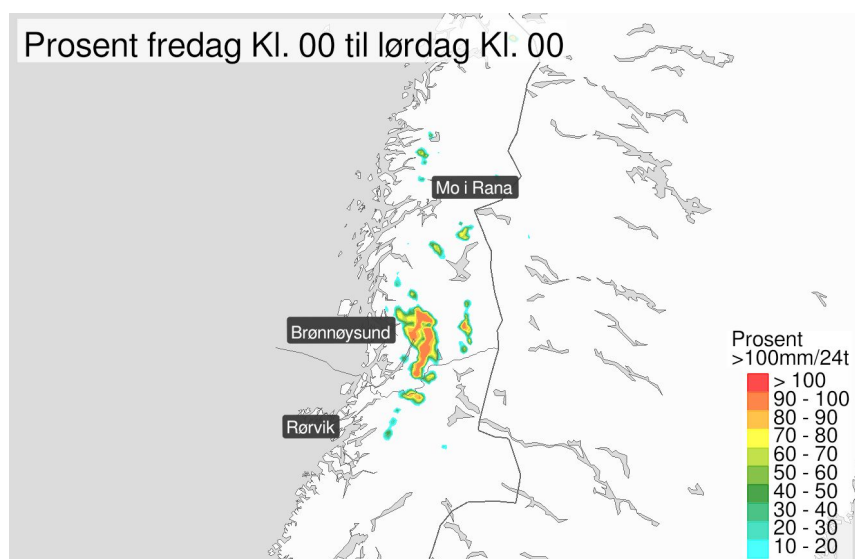 Prosent fredag Kl. 00 til lørdag Kl. 00
Mo i Rana
Brønnøysund
Rørvik
Prosent
>100mm/24t
> 100
90 - 100
80 - 90
70 - 80
60 - 70
50 - 60
40 - 50
30 - 40
20 - 30
10 - 20